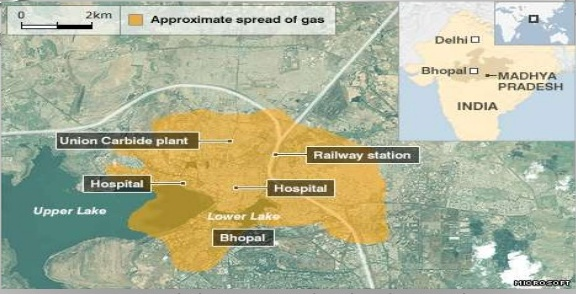 0 2km
Approximate spread of gas
Delhi
Bhopal
MADHYA
PRADESH
INDIA
Union Carbide plant
Railway station
Hospital
Hospital
Upper Lake
Lower Lake
Bhopal
MICROSOFT